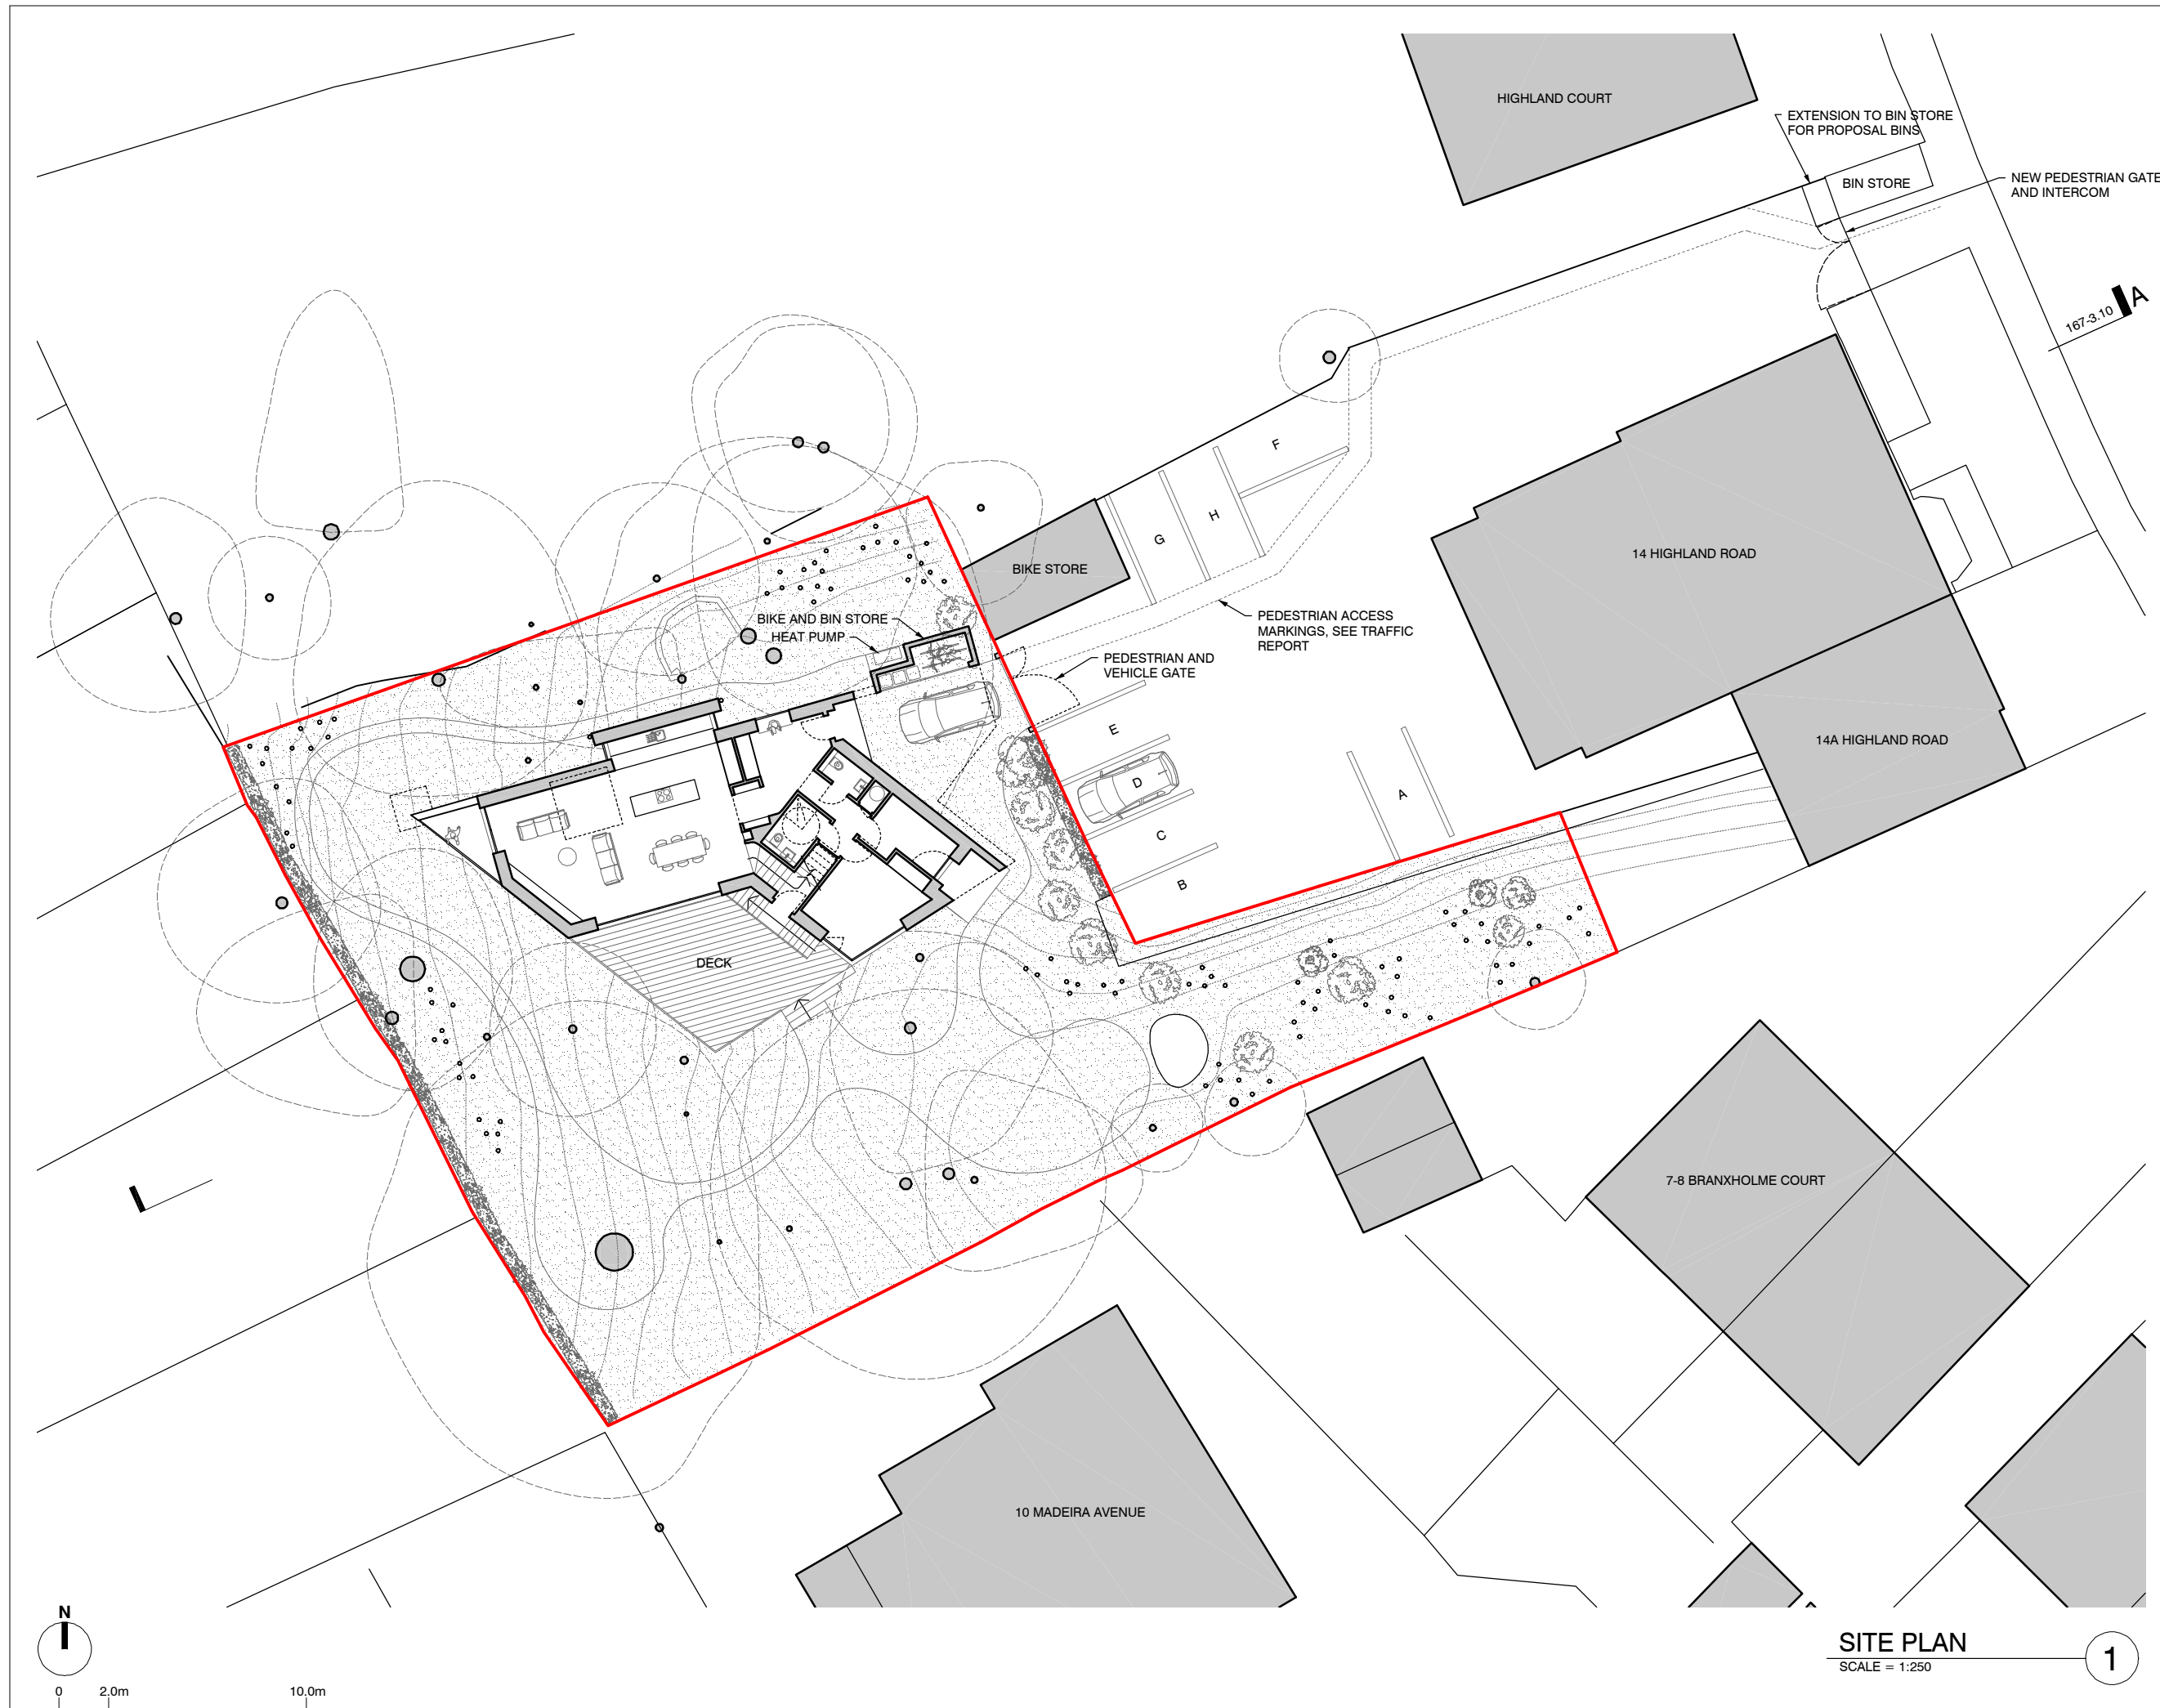 HIGHLAND COURT
EXTENSION TO BIN STORE
FOR PROPOSAL BINS
BIN STORE
NEW PEDESTRIAN GATE
AND INTERCOM
167-3.10
A
F
H
G
BIKE STORE
14 HIGHLAND ROAD
PEDESTRIAN ACCESS
MARKINGS, SEE TRAFFIC
REPORT
BIKE AND BIN STORE
HEAT PUMP
PEDESTRIAN AND
VEHICLE GATE
E
14A HIGHLAND ROAD
D
A
C
B
DECK
7-8 BRANXHOLME COURT
10 MADEIRA AVENUE
N
0
2.0m
10.0m
SITE PLAN
SCALE = 1:250
1